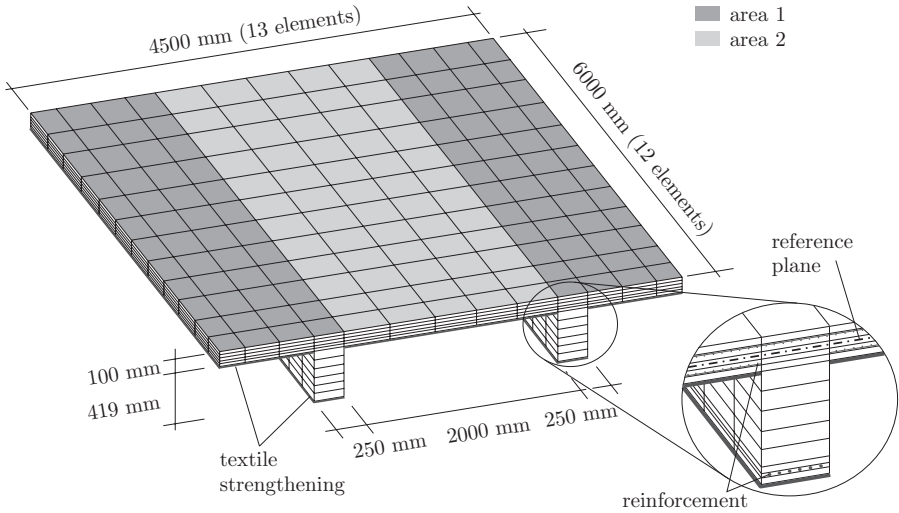 4500 mm (13 elements)
area 1
area 2
6000 mm (12 elements)
reference
plane
100 mm
419 mm
250 mm
2000 mm
250 mm
textile
strengthening
reinforcement